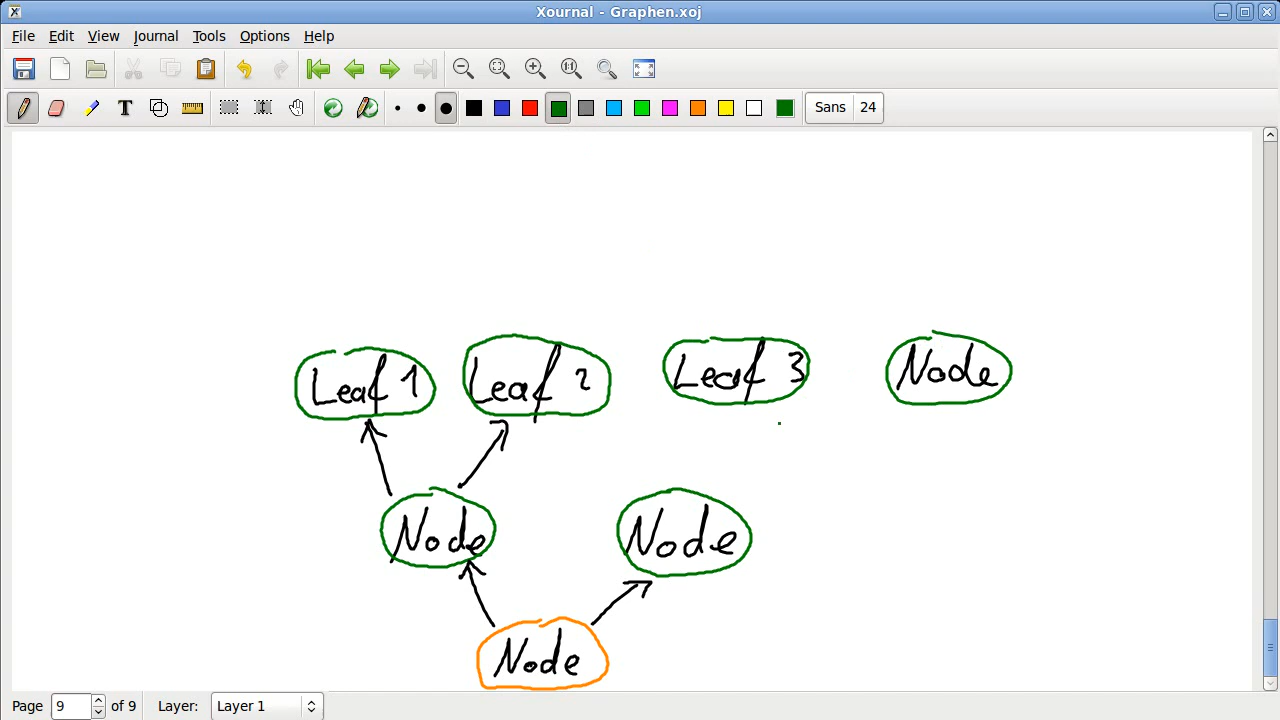 Xournal - Graphen.xoj
File Edit View Journal Tools Options Help
Sans 24
Leaf 1 Leaf 2 Leaf 3 Node
Node Node
Node
Page 9 of 9 Layer: Layer 1